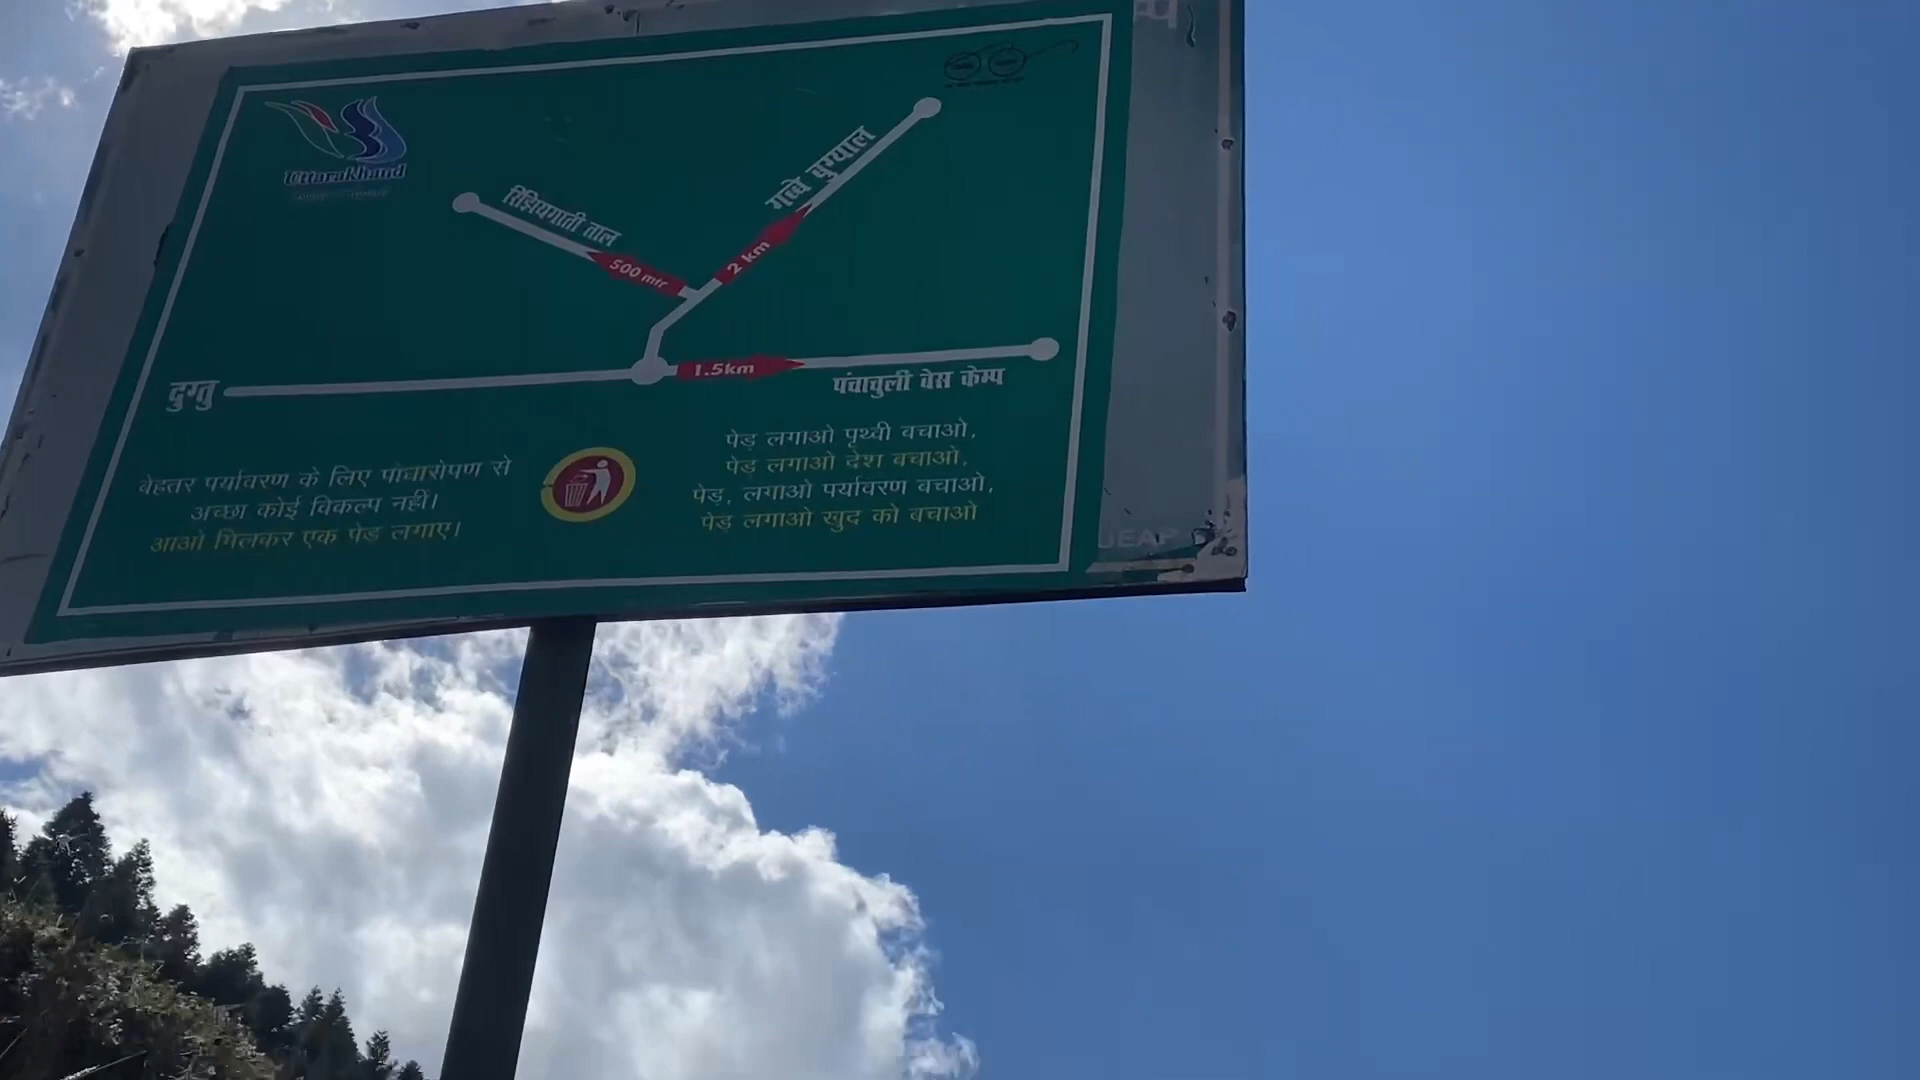 Uttarakhand
रिंझियगाती ताल
500 mtr
गब्बे बुग्याल
2 km
दुग्तु
1.5km
पंचाचुली वेस केम्प
वेहतर पर्यावरण के लिए पौधारोपण से
अच्छा कोई विकल्प नहीं।
आओ मिलकर एक पेड़ लगाए।
पेड़ लगाओ पृथ्वी बचाओ,
पेड़ लगाओ देश बचाओ,
पेड़, लगाओ पर्यावरण बचाओ,
पेड़ लगाओ खुद को बचाओ